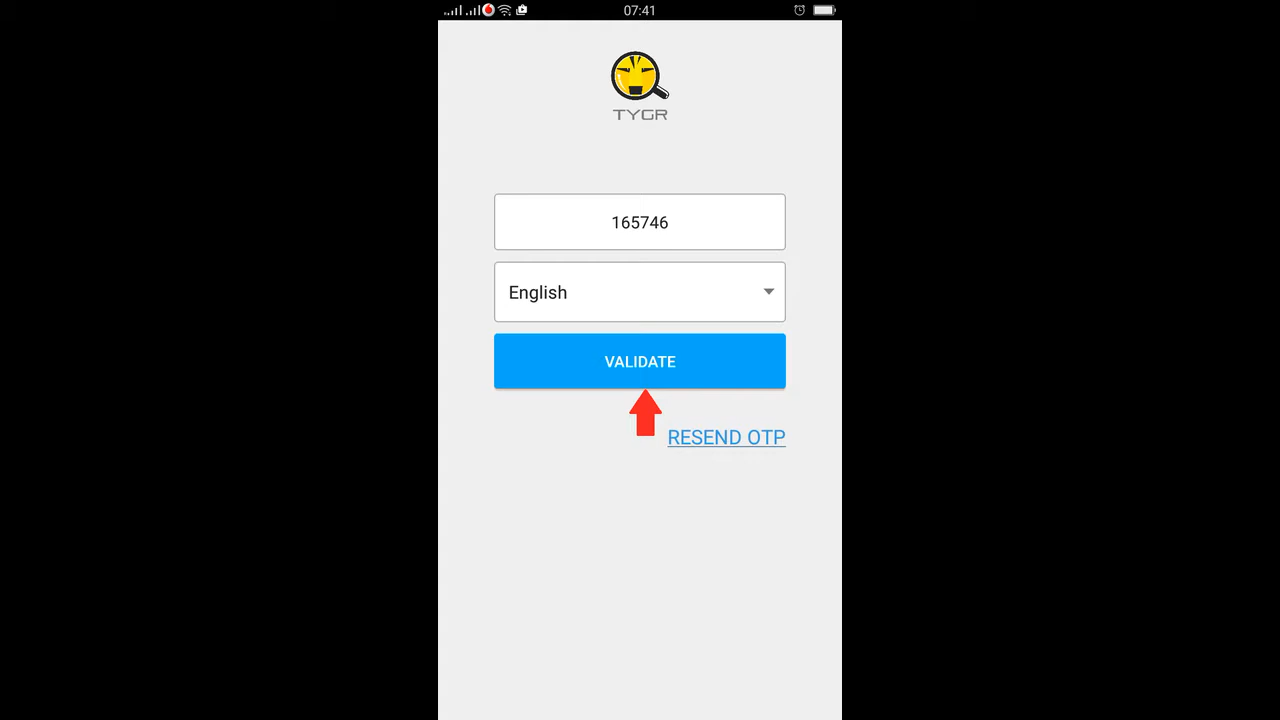 07:41
TYGR
165746
English
VALIDATE
RESEND OTP